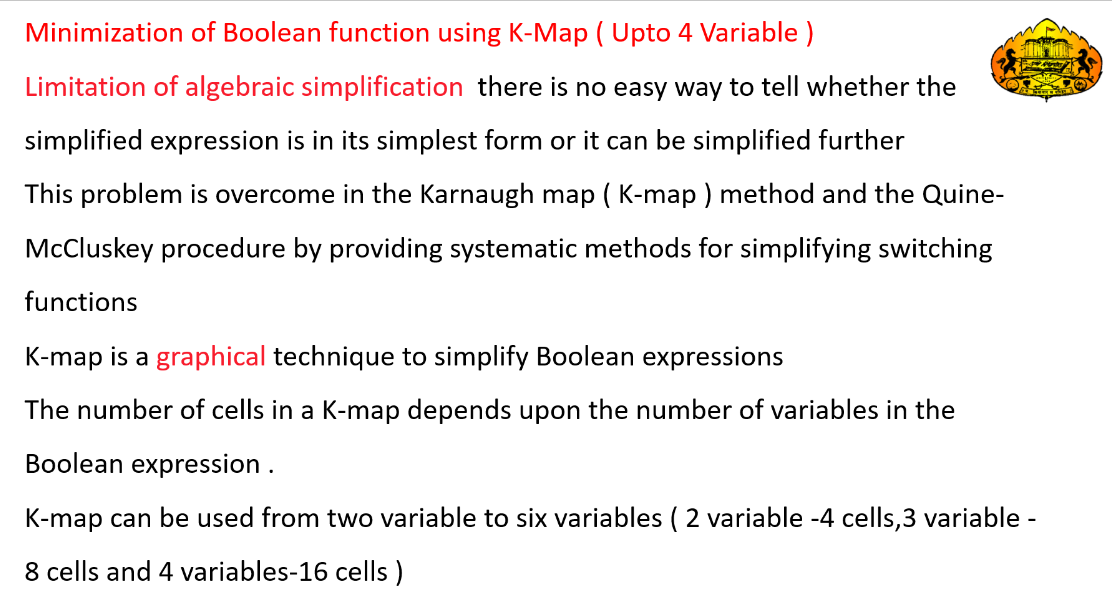 Minimization of Boolean function using K-Map ( Upto 4 Variable )
Limitation of algebraic simplification there is no easy way to tell whether the
simplified expression is in its simplest form or it can be simplified further
This problem is overcome in the Karnaugh map ( K-map ) method and the Quine-
McCluskey procedure by providing systematic methods for simplifying switching
functions
K-map is a graphical technique to simplify Boolean expressions
The number of cells in a K-map depends upon the number of variables in the
Boolean expression .
K-map can be used from two variable to six variables ( 2 variable -4 cells,3 variable -
8 cells and 4 variables-16 cells )